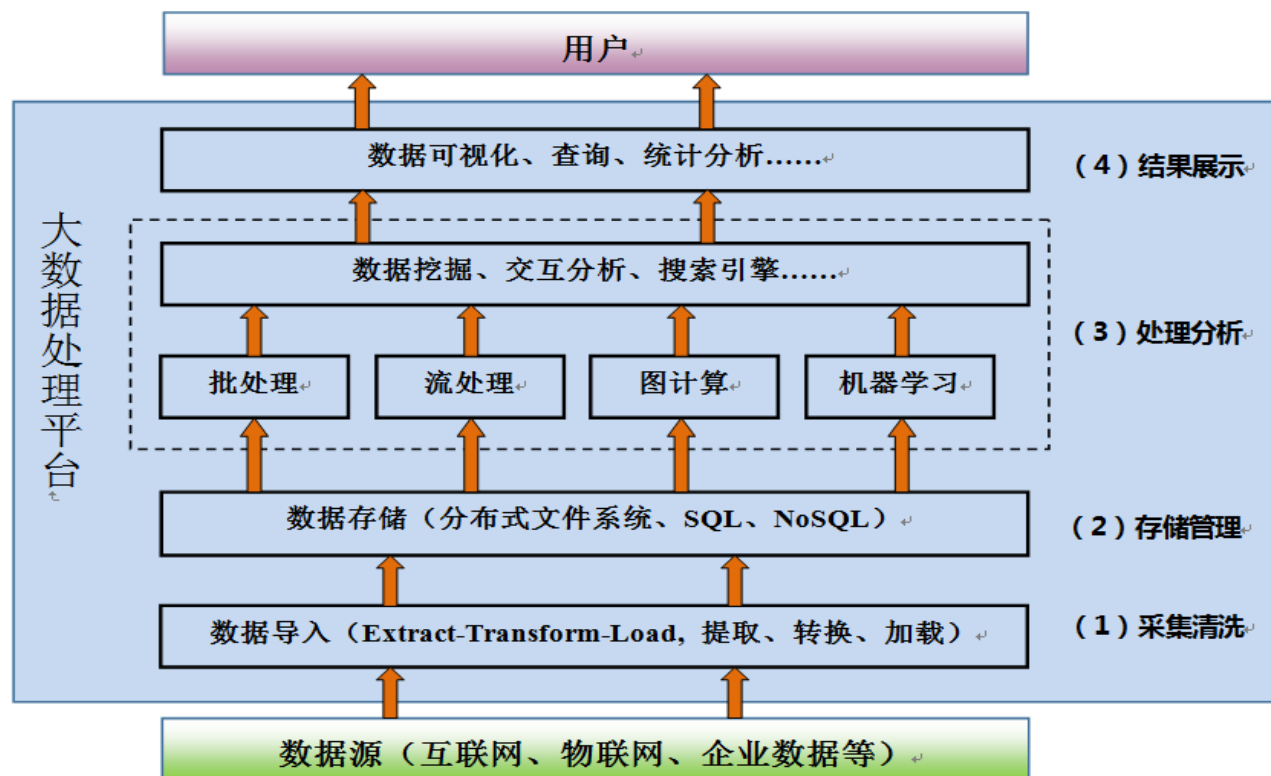 用户
数据可视化、查询、统计分析……
（4）结果展示
大数据处理平台
数据挖掘、交互分析、搜索引擎……
（3）处理分析
批处理
流处理
图计算
机器学习
数据存储（分布式文件系统、SQL、NoSQL）
（2）存储管理
数据导入（Extract-Transform-Load, 提取、转换、加载）
（1）采集清洗
数据源（互联网、物联网、企业数据等）